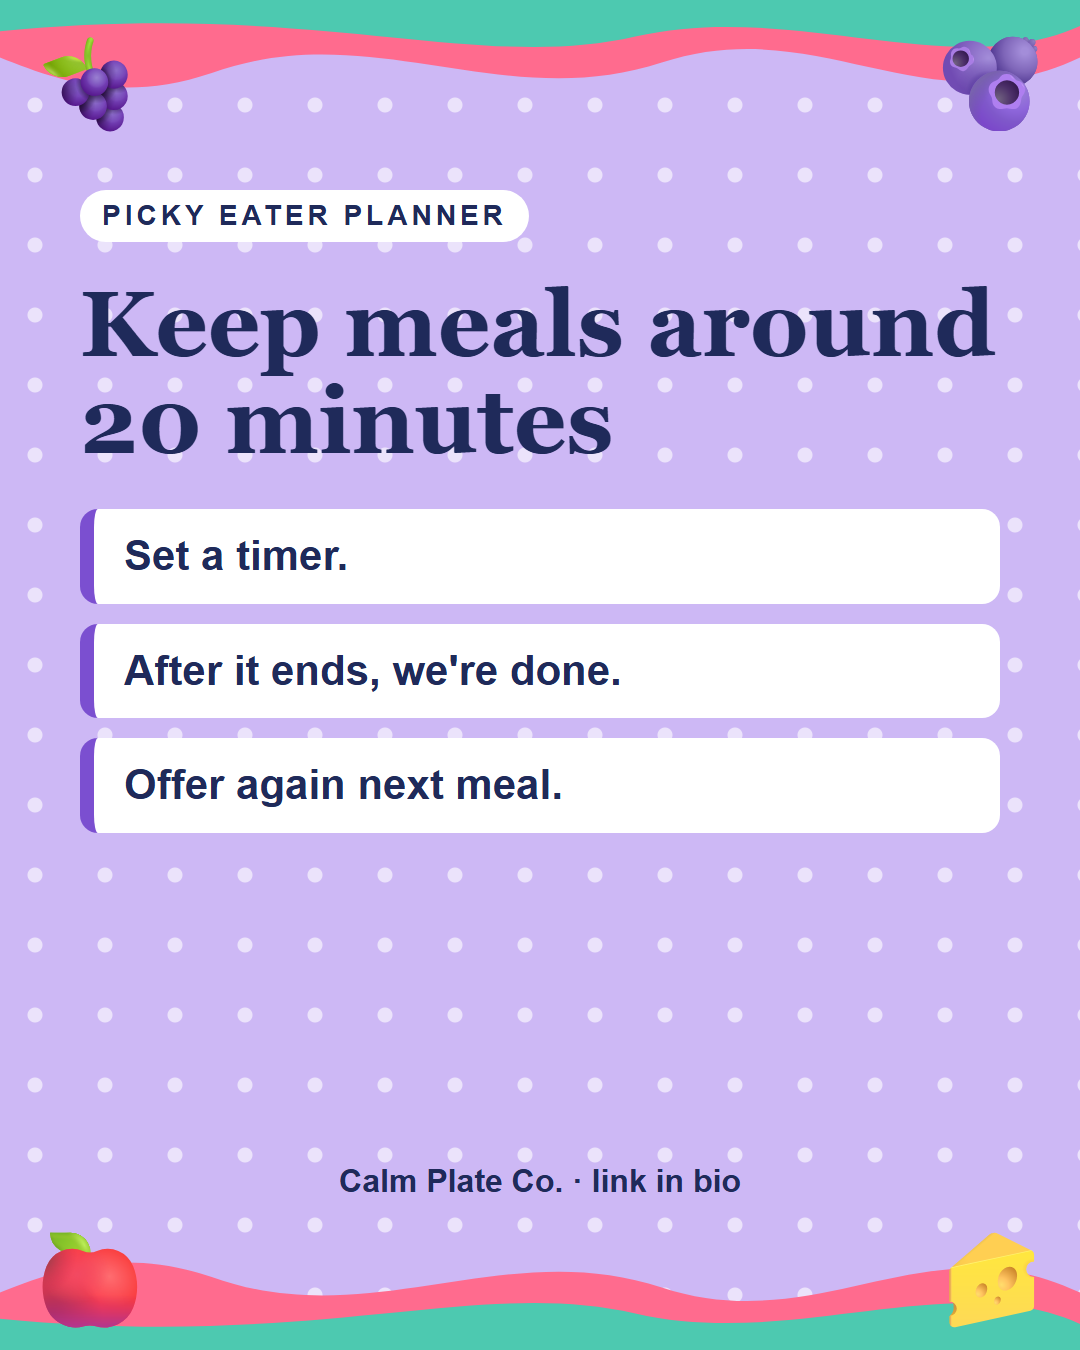 PICKY EATER PLANNER
Keep meals around
20 minutes
Set a timer.
After it ends, we're done.
Offer again next meal.
Calm Plate Co. · link in bio